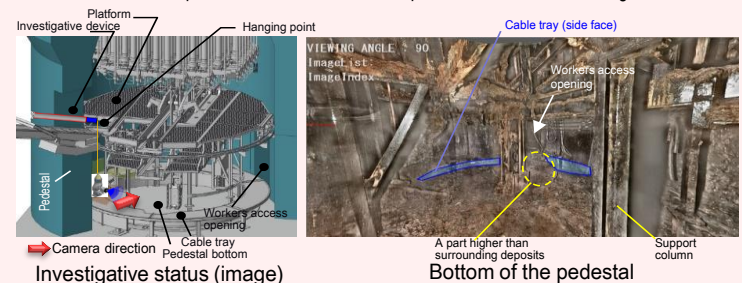 Platform
Investigative device
Hanging point
Pedestal
Workers access
opening
Cable tray
Pedestal bottom
Camera direction
Investigative status (image)
Cable tray (side face)
VIEWING ANGLE : 90
ImageList:
ImageIndex
Workers access
opening
A part higher than
surrounding deposits
Support
column
Bottom of the pedestal